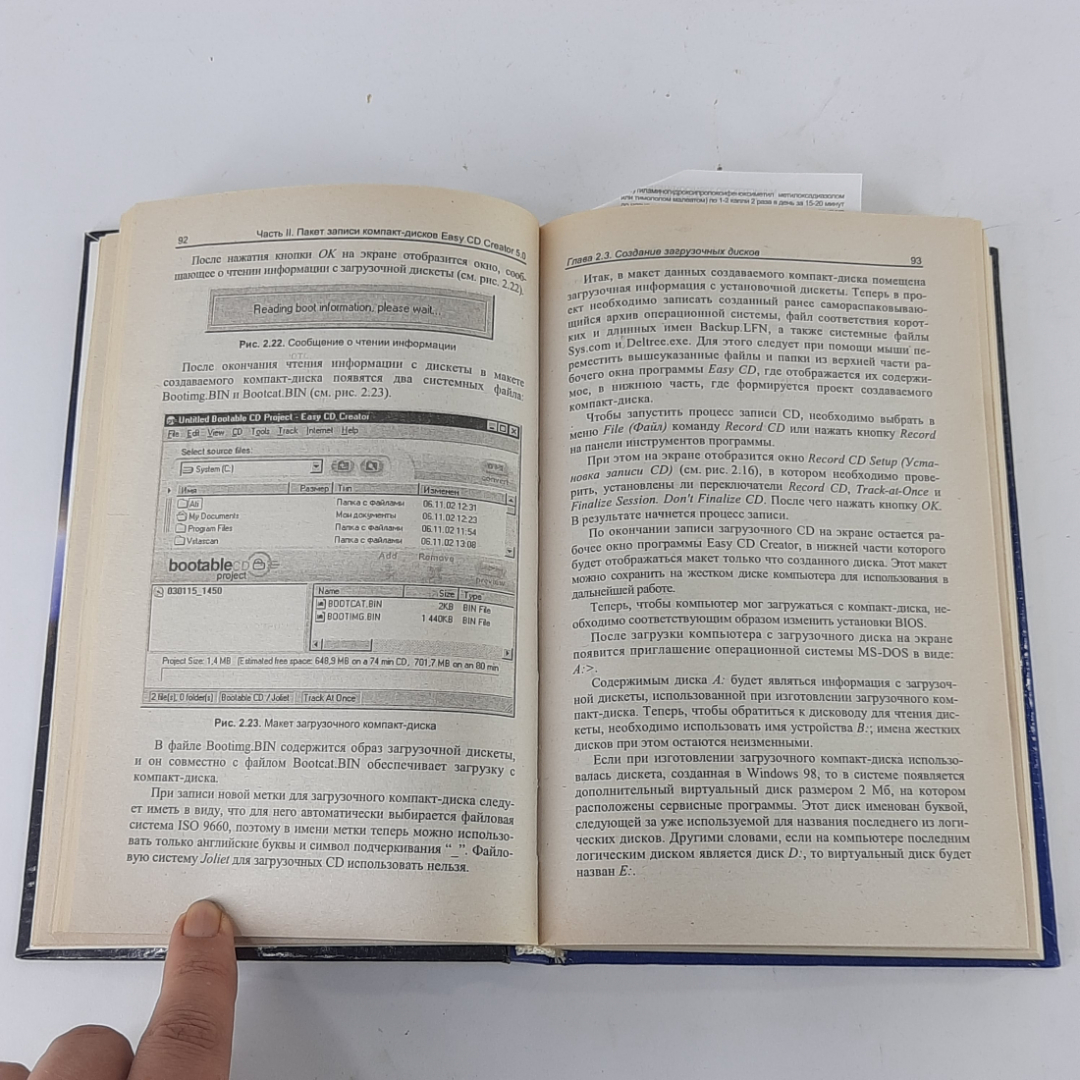 92 Часть II. Пакет записи компакт-дисков Easy CD Creator 5.0
После нажатия кнопки OK на экране отобразится окно, сооб-
щающее о чтении информации с загрузочной дискеты (см. рис. 2.22).
Reading boot information, please wait...
Рис. 2.22. Сообщение о чтении информации
После окончания чтения информации с дискеты в макете
создаваемого компакт-диска появятся два системных файла:
Bootimg.BIN и Bootcat.BIN (см. рис. 2.23).
Untitled Bootable CD Project - Easy CD Creator
File Edit View CD Tools Track Internet Help
Select source files:
System (C:)
Имя Размер Тип Изменен
Ati Папка с файлами 06.11.02 12:31
My Documents Мои документы 06.11.02 12:23
Program Files Папка с файлами 06.11.02 11:54
Vstascan Папка с файлами 06.11.02 13:08
Add Remove
bootable CD
project
030115_1450
Name Size Type
BOOTCAT.BIN 2KB BIN File
BOOTIMG.BIN 1 440KB BIN File
Project Size: 1,4 MB (Estimated free space: 648,9 MB on a 74 min CD, 701,7 MB on an 80 min
2 file(s), 0 folder(s) Bootable CD / Joliet Track At Once
Рис. 2.23. Макет загрузочного компакт-диска
В файле Bootimg.BIN содержится образ загрузочной дискеты,
и он совместно с файлом Bootcat.BIN обеспечивает загрузку с
компакт-диска.
При записи новой метки для загрузочного компакт-диска следу-
ет иметь в виду, что для него автоматически выбирается файловая
система ISO 9660, поэтому в имени метки теперь можно использо-
вать только английские буквы и символ подчеркивания “_”. Файло-
вую систему Joliet для загрузочных CD использовать нельзя.
или тимололом малеатом) по 1-2 капли 2 раза в день за 15-20 минут
Глава 2.3. Создание загрузочных дисков 93
Итак, в макет данных создаваемого компакт-диска помещена
загрузочная информация с установочной дискеты. Теперь в про-
ект необходимо записать созданный ранее самораспаковываю-
щийся архив операционной системы, файл соответствия корот-
ких и длинных имен Backup.LFN, а также системные файлы
Sys.com и Deltree.exe. Для этого следует при помощи мыши пе-
реместить вышеуказанные файлы и папки из верхней части ра-
бочего окна программы Easy CD, где отображается их содержи-
мое, в нижнюю часть, где формируется проект создаваемого
компакт-диска.
Чтобы запустить процесс записи CD, необходимо выбрать в
меню File (Файл) команду Record CD или нажать кнопку Record
на панели инструментов программы.
При этом на экране отобразится окно Record CD Setup (Уста-
новка записи CD) (см. рис. 2.16), в котором необходимо прове-
рить, установлены ли переключатели Record CD, Track-at-Once и
Finalize Session. Don't Finalize CD. После чего нажать кнопку OK.
В результате начнется процесс записи.
По окончании записи загрузочного CD на экране остается ра-
бочее окно программы Easy CD Creator, в нижней части которого
будет отображаться макет только что созданного диска. Этот макет
можно сохранить на жестком диске компьютера для использования в
дальнейшей работе.
Теперь, чтобы компьютер мог загружаться с компакт-диска, не-
обходимо соответствующим образом изменить установки BIOS.
После загрузки компьютера с загрузочного диска на экране
появится приглашение операционной системы MS-DOS в виде:
A:>.
Содержимым диска A: будет являться информация с загрузоч-
ной дискеты, использованной при изготовлении загрузочного ком-
пакт-диска. Теперь, чтобы обратиться к дисководу для чтения дис-
кеты, необходимо использовать имя устройства B:; имена жестких
дисков при этом остаются неизменными.
Если при изготовлении загрузочного компакт-диска использо-
валась дискета, созданная в Windows 98, то в системе появляется
дополнительный виртуальный диск размером 2 Мб, на котором
расположены сервисные программы. Этот диск именован буквой,
следующей за уже используемой для названия последнего из логи-
ческих дисков. Другими словами, если на компьютере последним
логическим диском является диск D:, то виртуальный диск будет
назван E:.